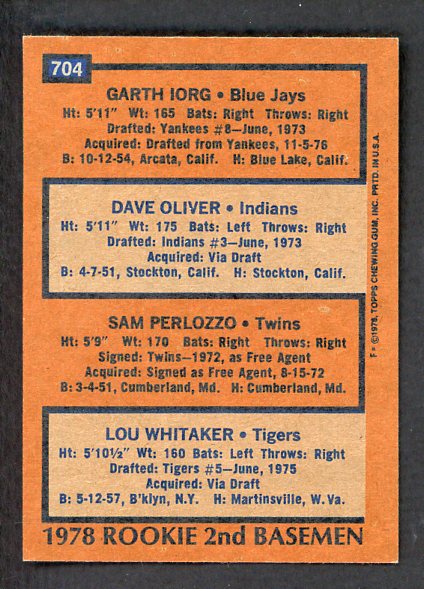 704
GARTH IORG • Blue Jays
Ht: 5'11" Wt: 165 Bats: Right Throws: Right
Drafted: Yankees #8—June, 1973
Acquired: Drafted from Yankees, 11-5-76
B: 10-12-54, Arcata, Calif. H: Blue Lake, Calif.
DAVE OLIVER • Indians
Ht: 5'11" Wt: 175 Bats: Left Throws: Right
Drafted: Indians #3—June, 1973
Acquired: Via Draft
B: 4-7-51, Stockton, Calif. H: Stockton, Calif.
SAM PERLOZZO • Twins
Ht: 5'9" Wt: 170 Bats: Right Throws: Right
Signed: Twins—1972, as Free Agent
Acquired: Signed as Free Agent, 8-15-72
B: 3-4-51, Cumberland, Md. H: Cumberland, Md.
LOU WHITAKER • Tigers
Ht: 5'10½" Wt: 160 Bats: Left Throws: Right
Drafted: Tigers #5—June, 1975
Acquired: Via Draft
B: 5-12-57, B'klyn, N.Y. H: Martinsville, W. Va.
1978 ROOKIE 2nd BASEMEN
F★ ©1978, TOPPS CHEWING GUM, INC. PRTD. IN U.S.A.